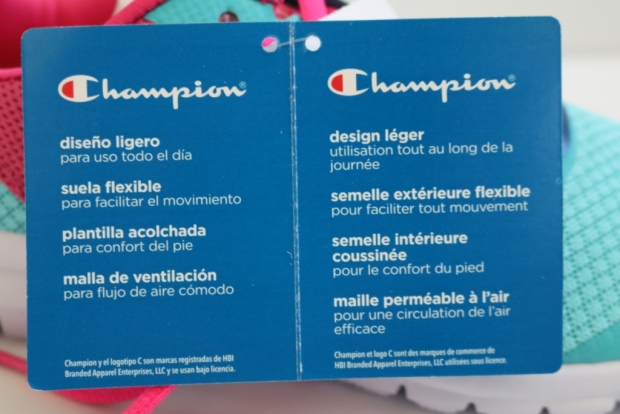 Champion
diseño ligero
para uso todo el día
suela flexible
para facilitar el movimiento
plantilla acolchada
para confort del pie
malla de ventilación
para flujo de aire cómodo
Champion y el logotipo C son marcas registradas de HBI
Branded Apparel Enterprises, LLC y se usan bajo licencia.
Champion
design léger
utilisation tout au long de la
journée
semelle extérieure flexible
pour faciliter tout mouvement
semelle intérieure
coussinée
pour le confort du pied
maille perméable à l'air
pour une circulation de l'air
efficace
Champion et logo C sont des marques de commerce de
HBI Branded Apparel Enterprises, LLC utilisées sous licence.